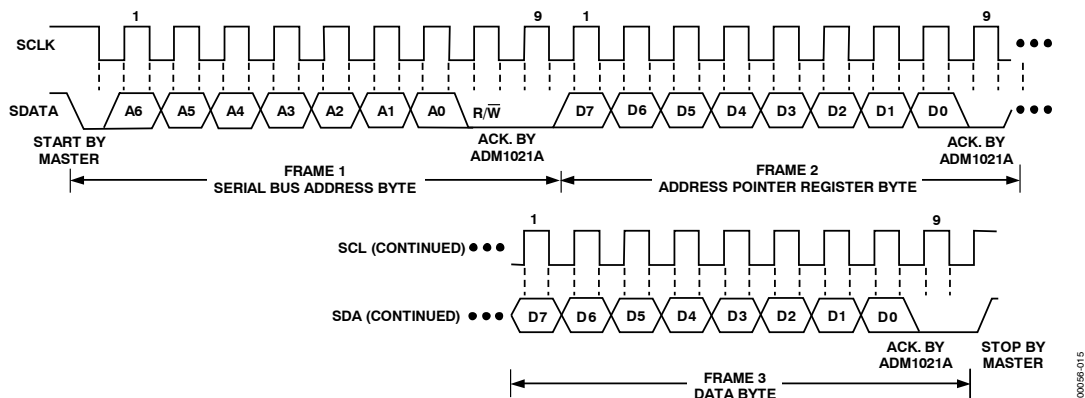 1 9 1 9
SCLK
SDATA A6 A5 A4 A3 A2 A1 A0 R/W̅ D7 D6 D5 D4 D3 D2 D1 D0
START BY
MASTER
ACK. BY
ADM1021A
ACK. BY
ADM1021A
FRAME 1
SERIAL BUS ADDRESS BYTE
FRAME 2
ADDRESS POINTER REGISTER BYTE
1 9
SCL (CONTINUED)
SDA (CONTINUED) D7 D6 D5 D4 D3 D2 D1 D0
ACK. BY
ADM1021A
STOP BY
MASTER
FRAME 3
DATA BYTE
00056-015